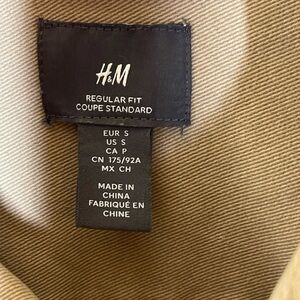 H&M
REGULAR FIT
COUPE STANDARD
EUR S
US S
CA P
CN 175/92A
MX CH
MADE IN
CHINA
FABRIQUÉ EN
CHINE